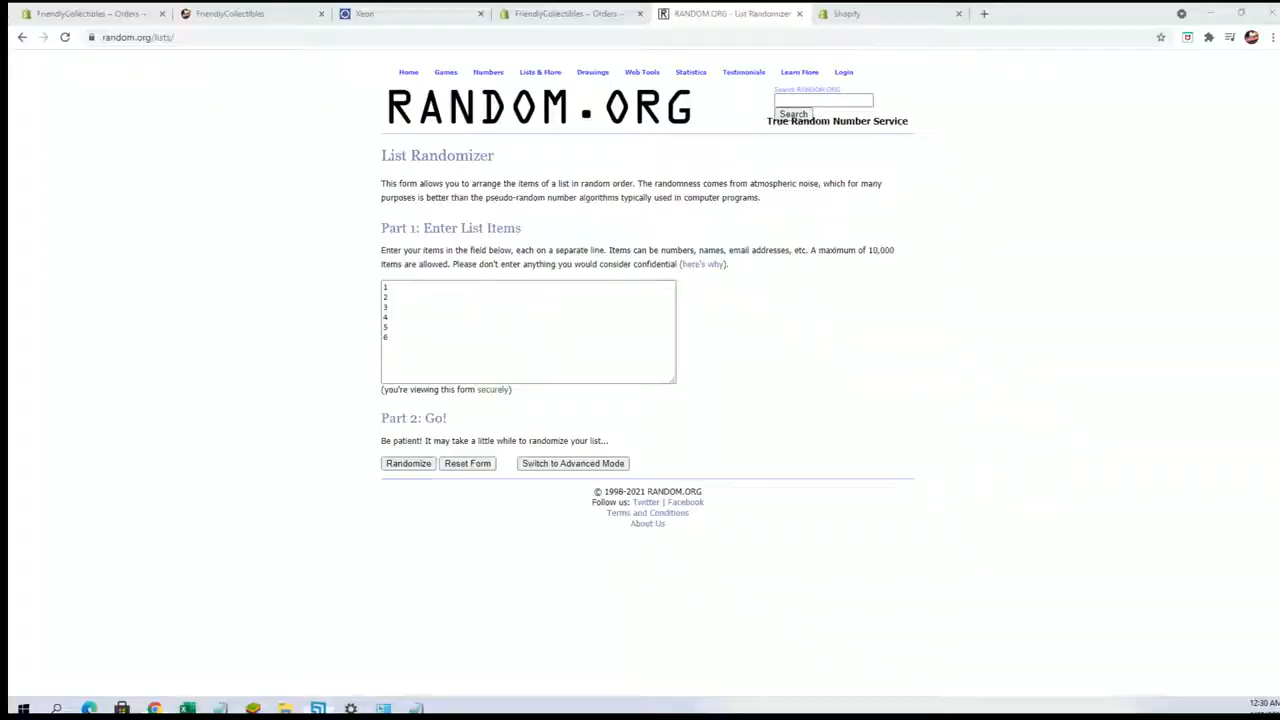 FriendlyCollectibles – Orders –
FriendlyCollectibles
Xeon
FriendlyCollectibles – Orders –
RANDOM.ORG - List Randomizer
Shopify
random.org/lists/
Home Games Numbers Lists & More Drawings Web Tools Statistics Testimonials Learn More Login
RANDOM.ORG
Search RANDOM.ORG
Search
True Random Number Service
List Randomizer
This form allows you to arrange the items of a list in random order. The randomness comes from atmospheric noise, which for many
purposes is better than the pseudo-random number algorithms typically used in computer programs.
Part 1: Enter List Items
Enter your items in the field below, each on a separate line. Items can be numbers, names, email addresses, etc. A maximum of 10,000
items are allowed. Please don't enter anything you would consider confidential (here's why).
1
2
3
4
5
6
(you're viewing this form securely)
Part 2: Go!
Be patient! It may take a little while to randomize your list...
Randomize Reset Form Switch to Advanced Mode
© 1998-2021 RANDOM.ORG
Follow us: Twitter | Facebook
Terms and Conditions
About Us
12:30 AM